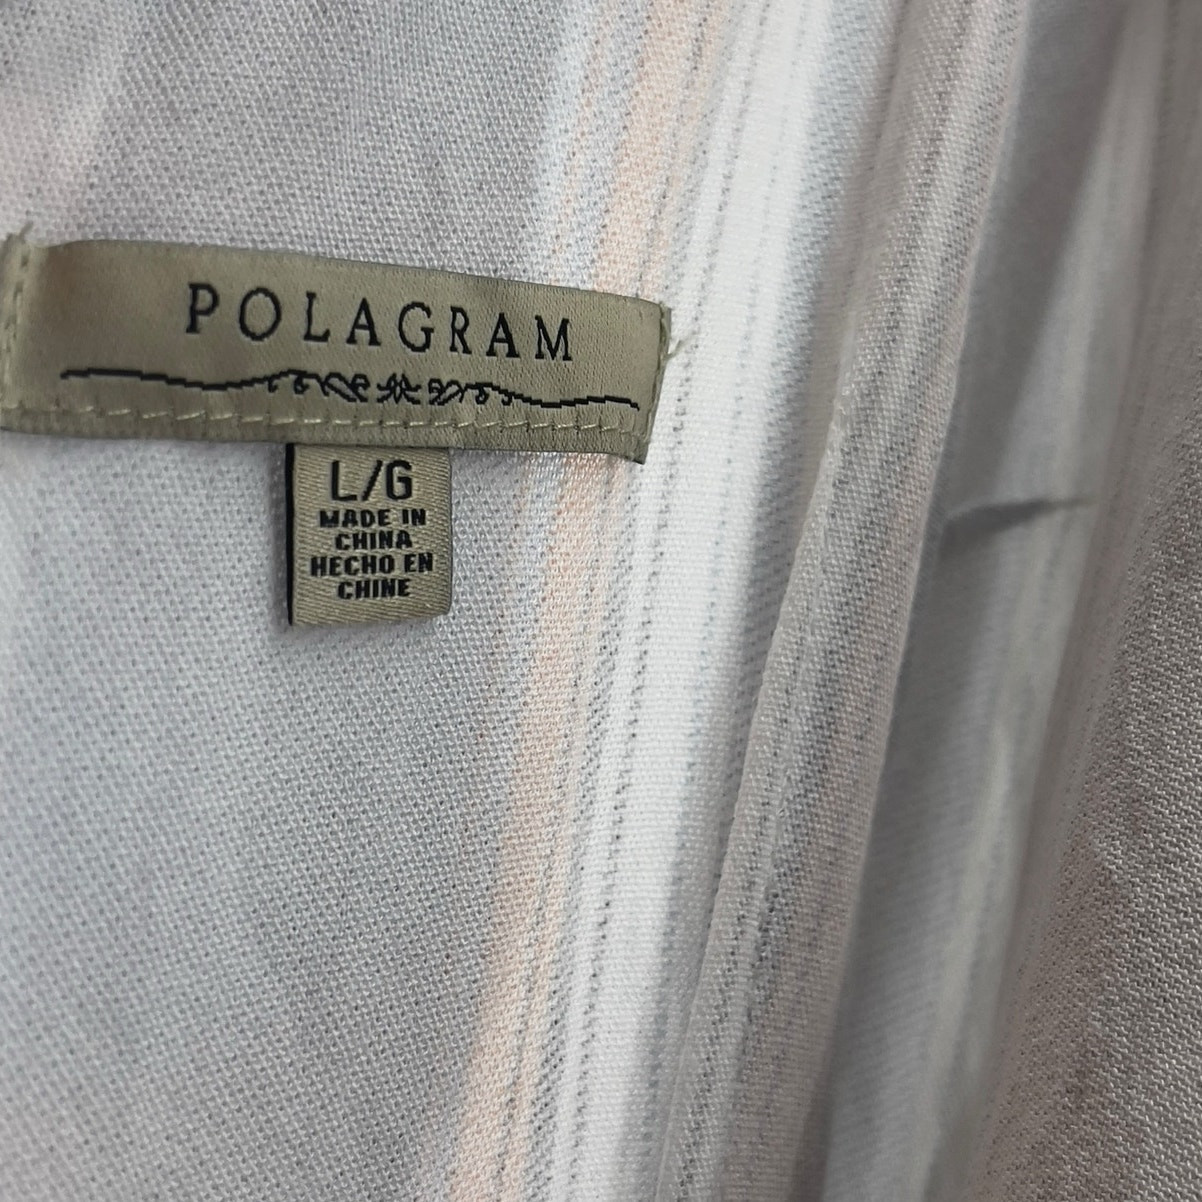 POLAGRAM
L/G
MADE IN
CHINA
HECHO EN
CHINE